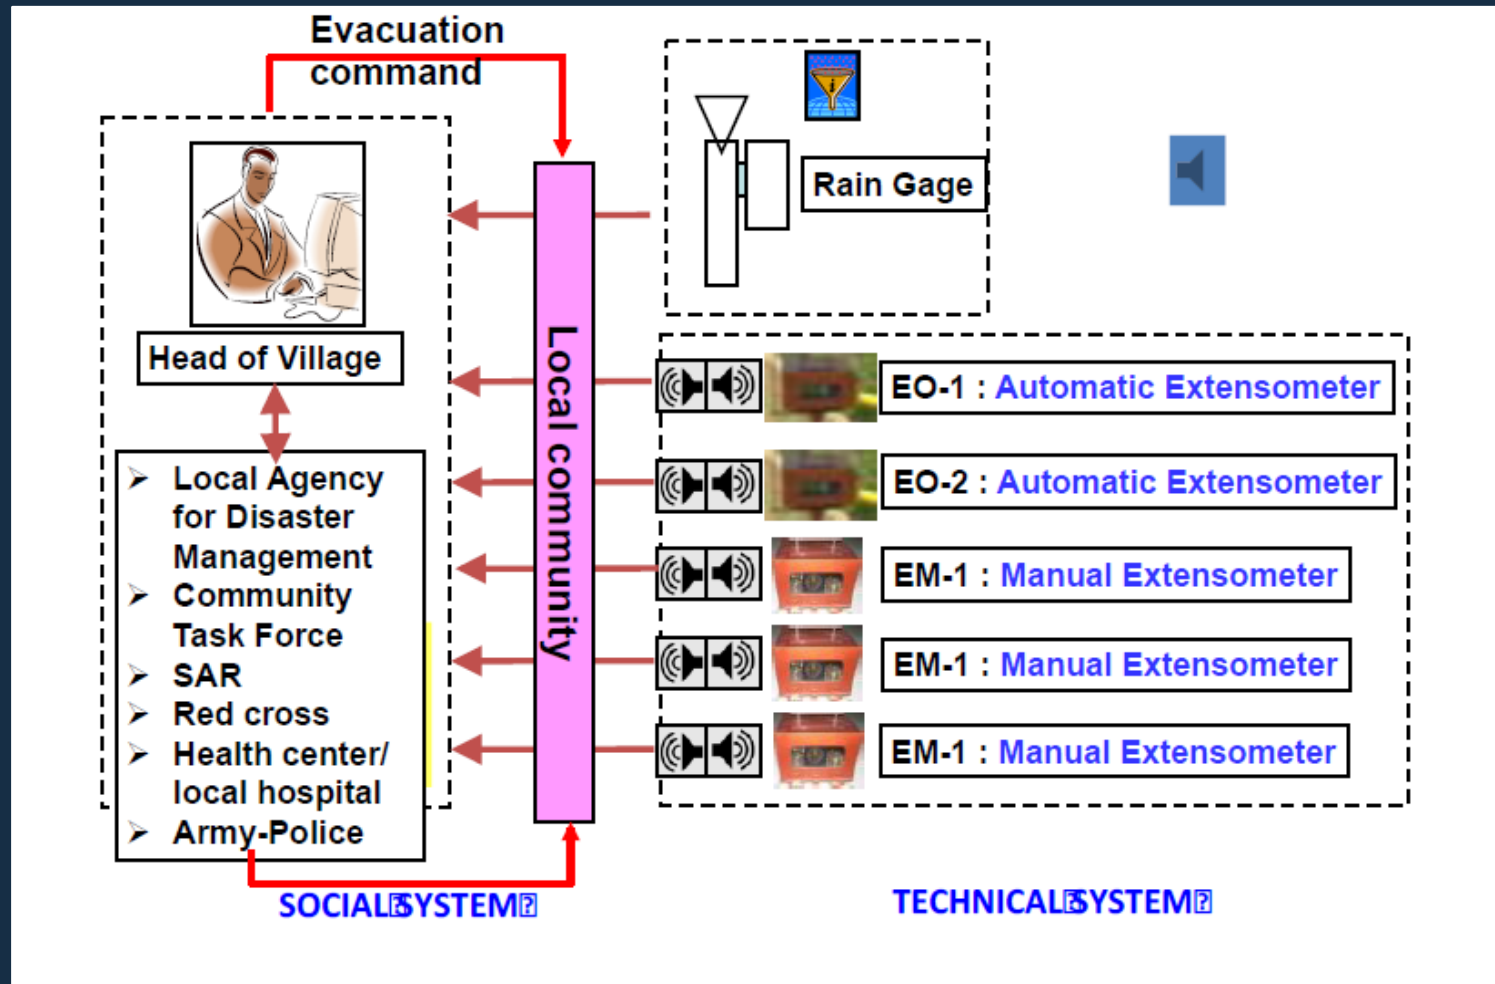 Evacuation
command
Rain Gage
Head of Village
Local community
EO-1 : Automatic Extensometer
EO-2 : Automatic Extensometer
EM-1 : Manual Extensometer
EM-1 : Manual Extensometer
EM-1 : Manual Extensometer
➢ Local Agency
for Disaster
Management
➢ Community
Task Force
➢ SAR
➢ Red cross
➢ Health center/
local hospital
➢ Army-Police
SOCIAL⍰SYSTEM⍰
TECHNICAL⍰SYSTEM⍰